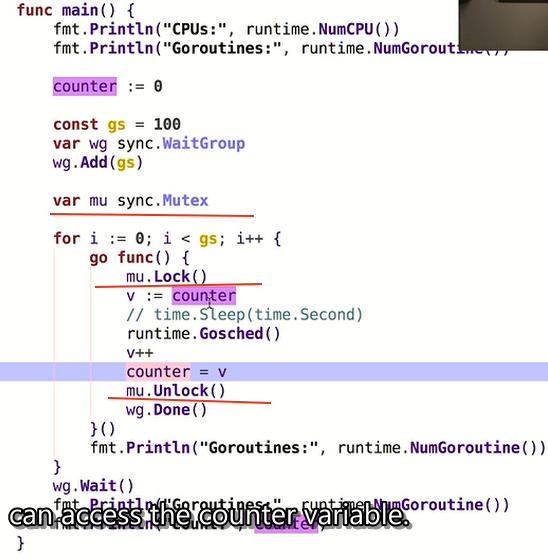 func main() {
fmt.Println("CPUs:", runtime.NumCPU())
fmt.Println("Goroutines:", runtime.NumGoroutine())
counter := 0
const gs = 100
var wg sync.WaitGroup
wg.Add(gs)
var mu sync.Mutex
for i := 0; i < gs; i++ {
go func() {
mu.Lock()
v := counter
// time.Sleep(time.Second)
runtime.Gosched()
v++
counter = v
mu.Unlock()
wg.Done()
}()
fmt.Println("Goroutines:", runtime.NumGoroutine())
}
wg.Wait()
fmt.Println("Goroutines:", runtime.NumGoroutine())
can access the counter variable.
}